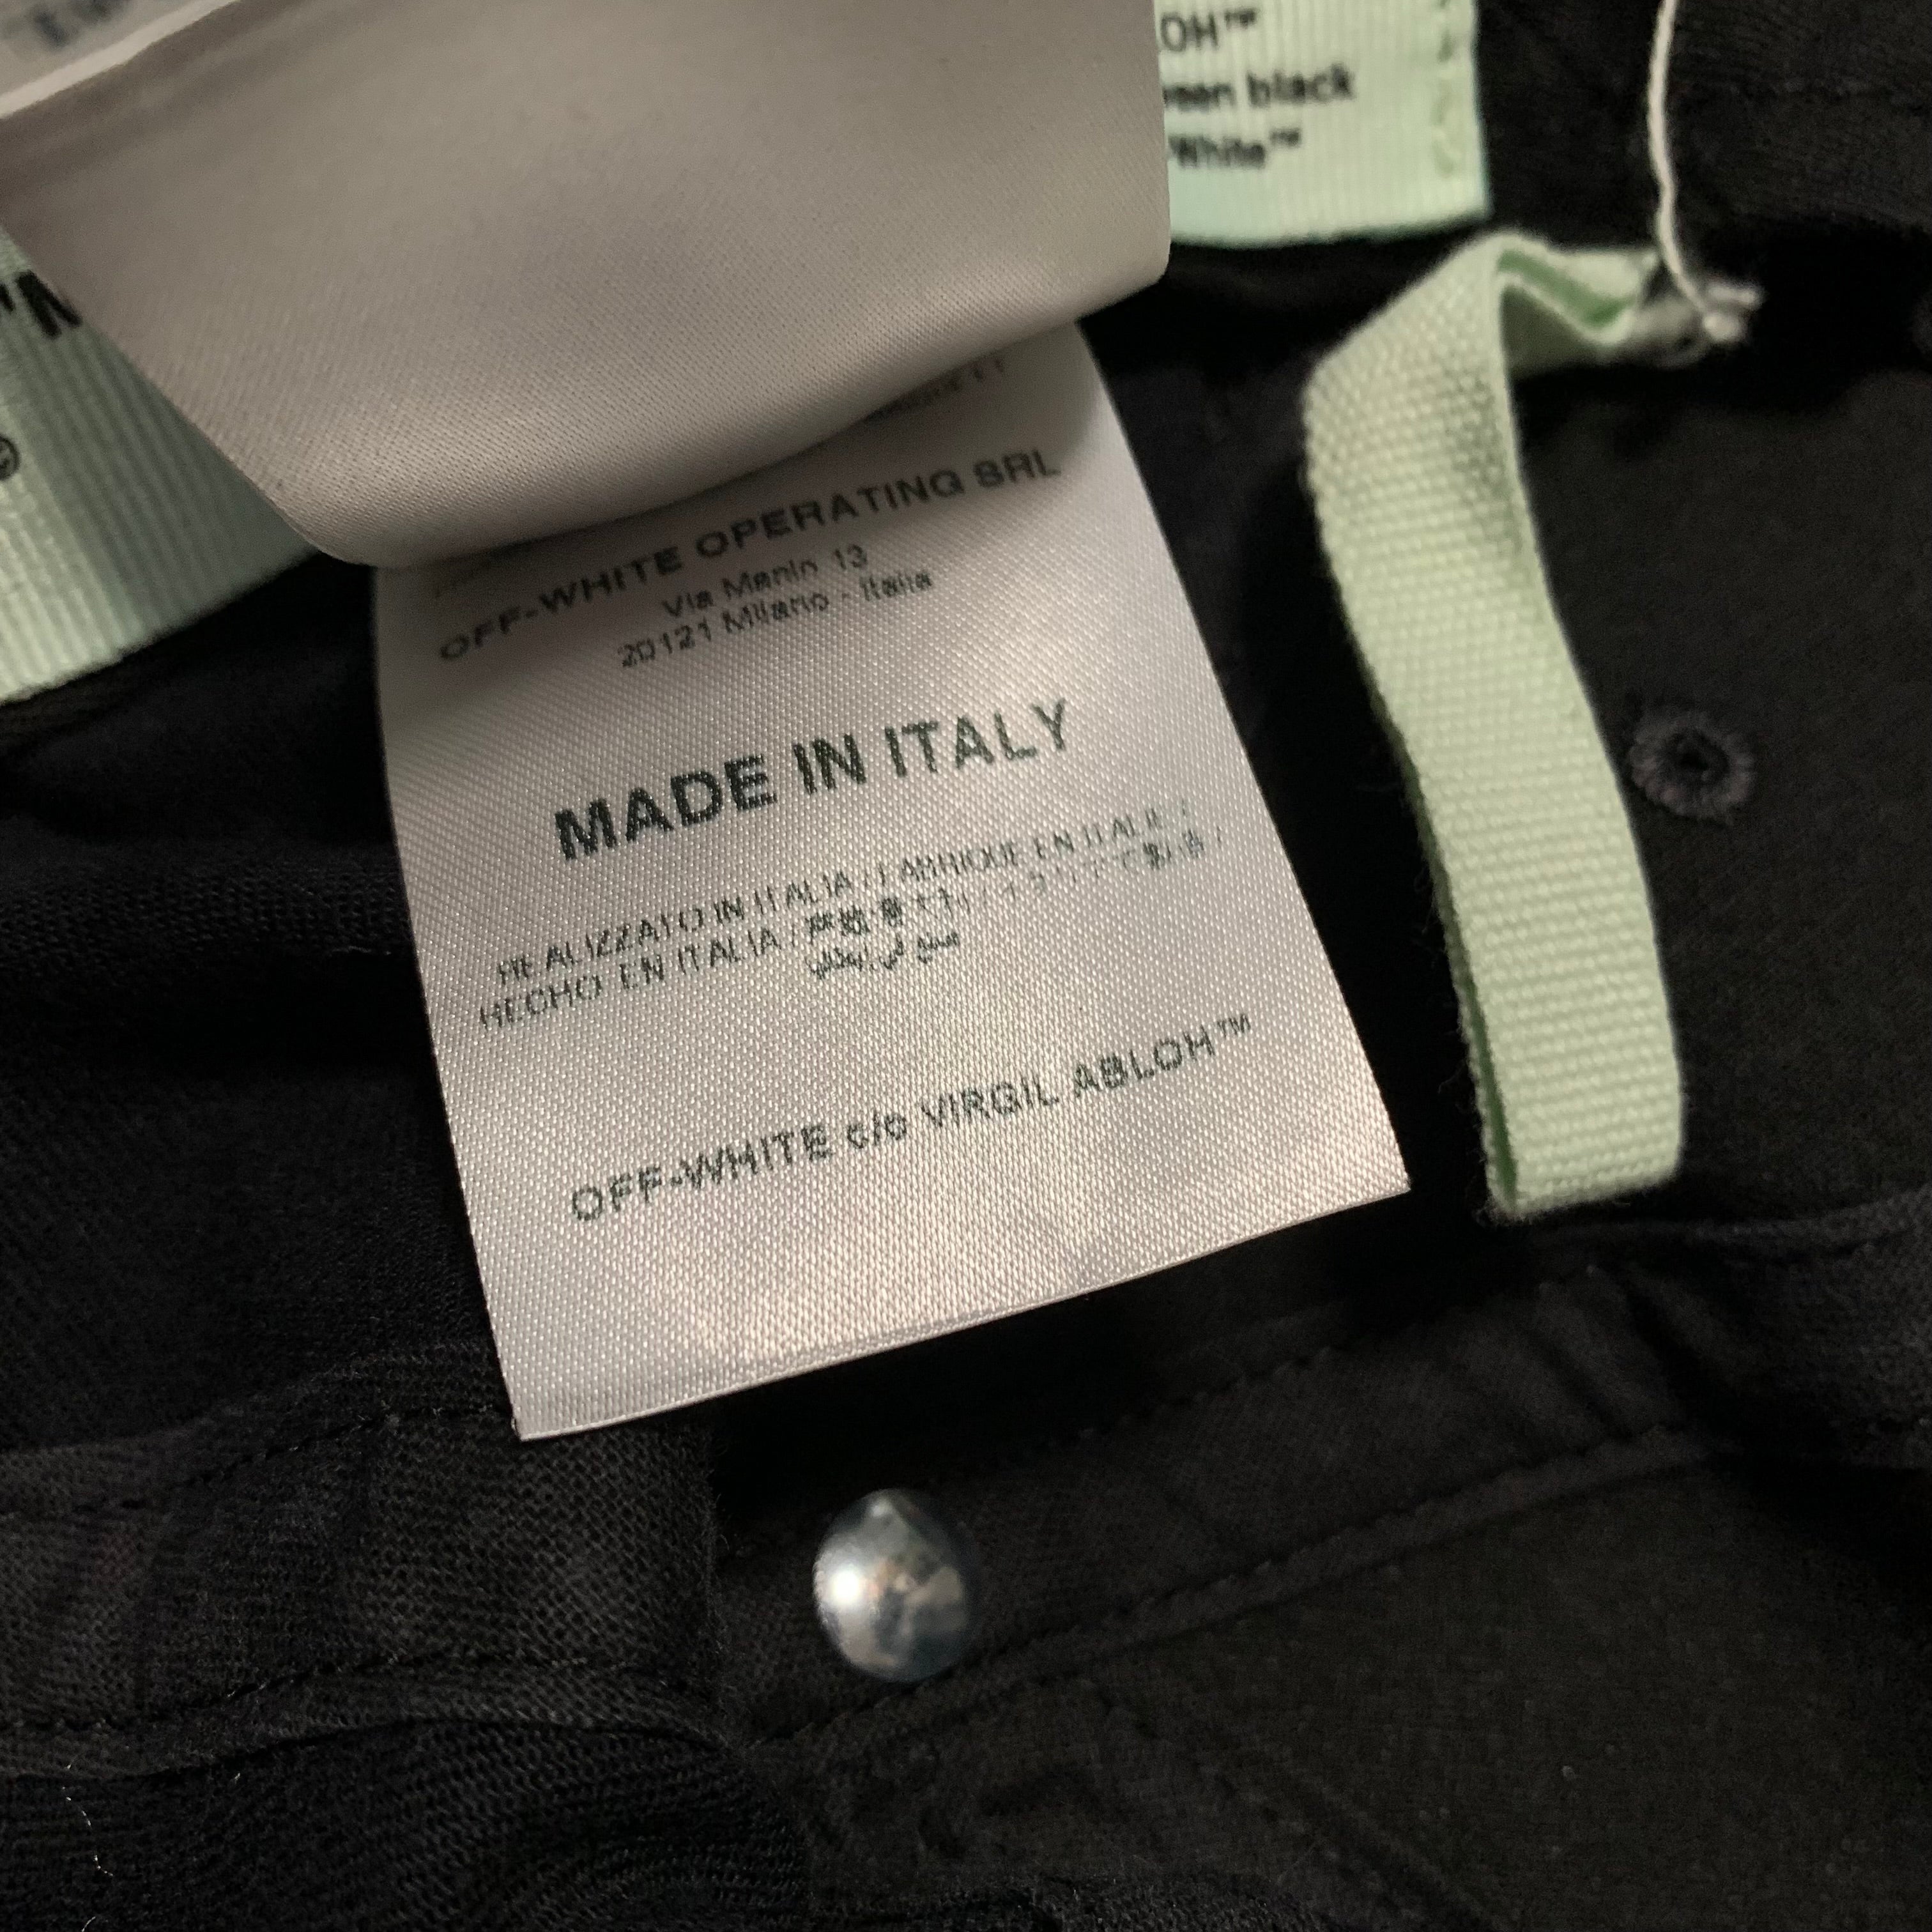 OH™
een black
White™
"M
©
OFF-WHITE OPERATING SRL
Via Manin 13
20121 Milano - Italia
MADE IN ITALY
REALIZZATO IN ITALIA / FABRIQUE EN ITALIE /
HECHO EN ITALIA /
OFF-WHITE c/o VIRGIL ABLOH™